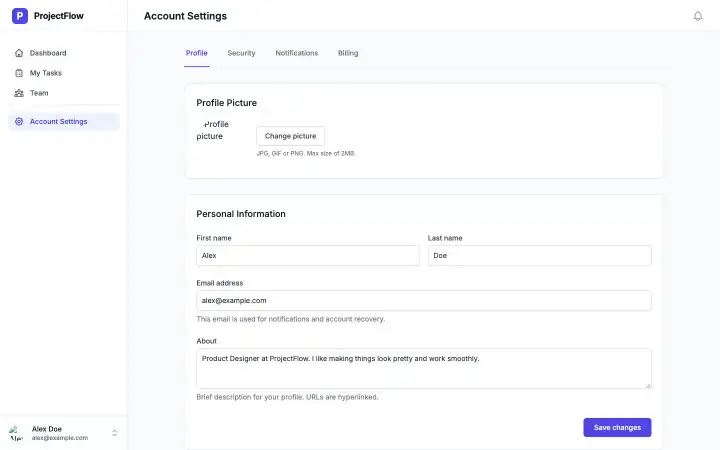 P ProjectFlow
Account Settings
Dashboard
My Tasks
Team
Account Settings
Profile Security Notifications Billing
Profile Picture
Profile
picture
Change picture
JPG, GIF or PNG. Max size of 2MB.
Personal Information
First name Last name
Alex Doe
Email address
alex@example.com
This email is used for notifications and account recovery.
About
Product Designer at ProjectFlow. I like making things look pretty and work smoothly.
Brief description for your profile. URLs are hyperlinked.
Save changes
Alex Doe
alex@example.com